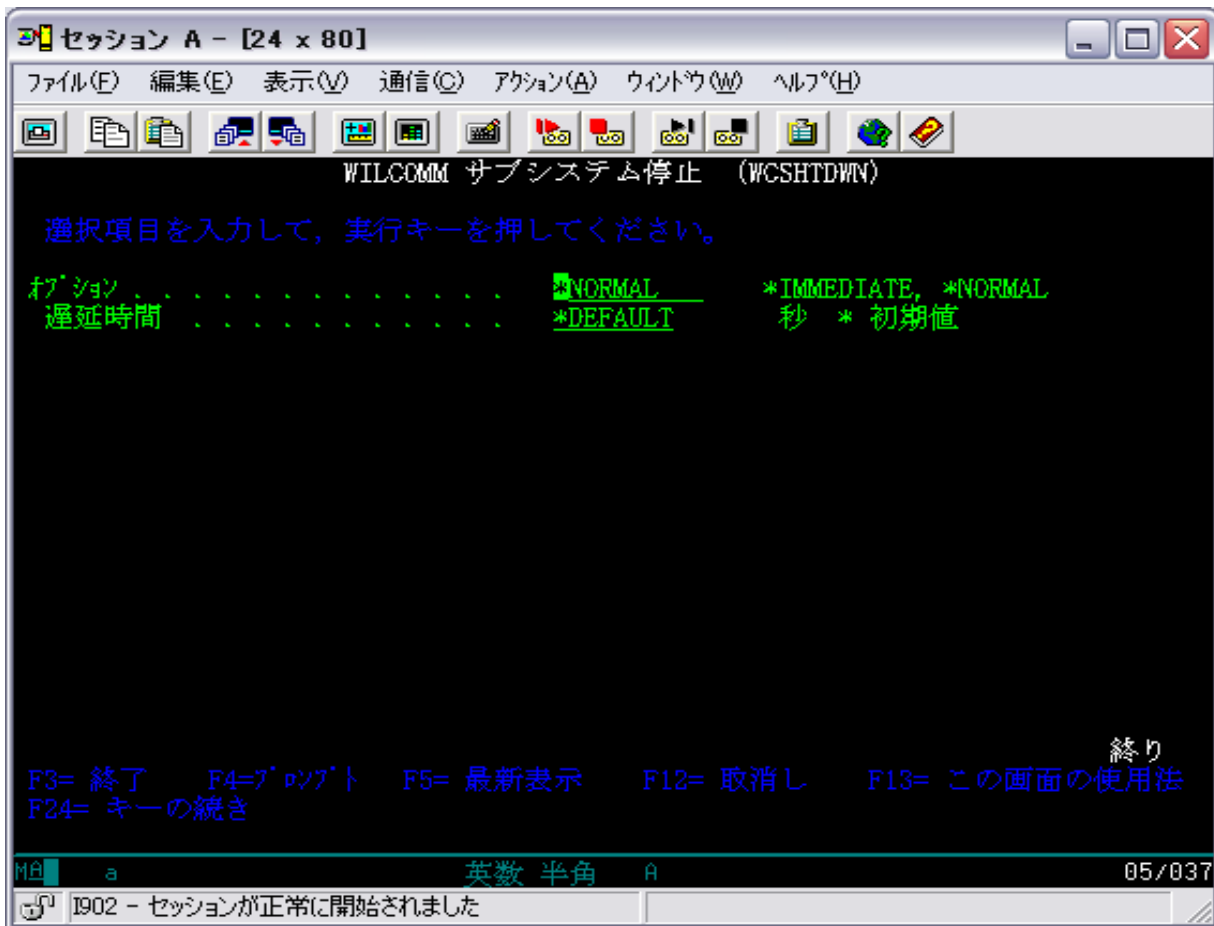 セッション A - [24 x 80]
ファイル(F) 編集(E) 表示(V) 通信(C) アクション(A) ウィンドウ(W) ヘルプ(H)
WILCOMM サブシステム停止 (WCSHTDWN)
選択項目を入力して, 実行キーを押してください。
オプション . . . . . . . . . . . . . *NORMAL *IMMEDIATE, *NORMAL
遅延時間 . . . . . . . . . . . *DEFAULT 秒 * 初期値
終り
F3= 終了 F4=プロンプト F5= 最新表示 F12= 取消し F13= この画面の使用法
F24= キーの続き
MA a 英数 半角 A 05/037
I902 - セッションが正常に開始されました